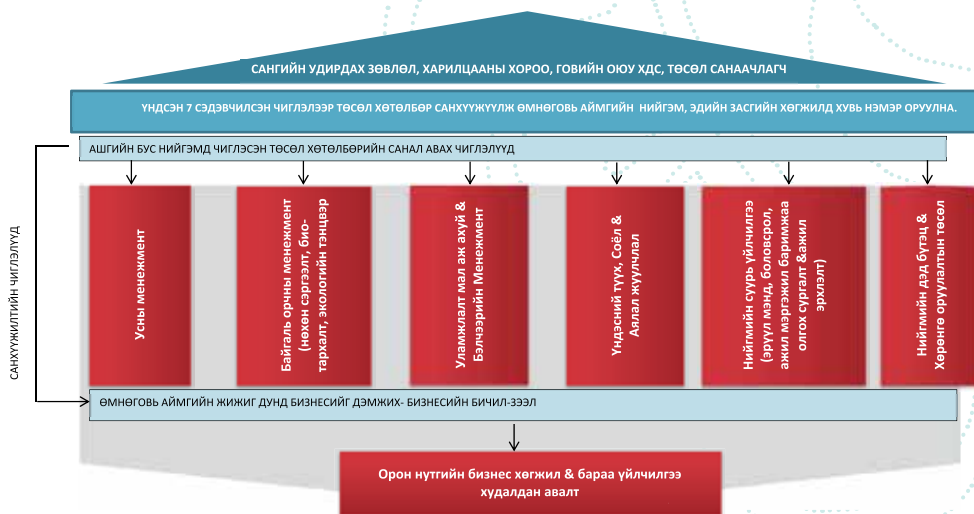 САНГИЙН УДИРДАХ ЗӨВЛӨЛ, ХАРИЛЦААНЫ ХОРОО, ГОВИЙН ОЮУ ХДС, ТӨСӨЛ САНААЧЛАГЧ
ҮНДСЭН 7 СЭДЭВЧИЛСЭН ЧИГЛЭЛЭЭР ТӨСӨЛ ХӨТӨЛБӨР САНХҮҮЖҮҮЛЖ ӨМНӨГОВЬ АЙМГИЙН НИЙГЭМ, ЭДИЙН ЗАСГИЙН ХӨГЖИЛД ХУВЬ НЭМЭР ОРУУЛНА.
АШГИЙН БУС НИЙГЭМД ЧИГЛЭСЭН ТӨСӨЛ ХӨТӨЛБӨРИЙН САНАЛ АВАХ ЧИГЛЭЛҮҮД
САНХҮҮЖИЛТИЙН ЧИГЛЭЛҮҮД
Усны менежмент
Байгаль орчны менежмент
(нөхөн сэргээлт, био-
тархалт, экологийн тэнцвэр
Уламжлалт мал аж ахуй &
Бэлчээрийн Менежмент
Үндэсний түүх, Соёл &
Аялал жуулчлал
Нийгмийн суурь үйлчилгээ
(эрүүл мэнд, боловсрол,
ажил мэргэжил баримжаа
олгох сургалт &ажил
эрхлэлт)
Нийгмийн дэд бүтэц &
Хөрөнгө оруулалтын төсөл
ӨМНӨГОВЬ АЙМГИЙН ЖИЖИГ ДУНД БИЗНЕСИЙГ ДЭМЖИХ- БИЗНЕСИЙН БИЧИЛ-ЗЭЭЛ
Орон нутгийн бизнес хөгжил & бараа үйлчилгээ
худалдан авалт